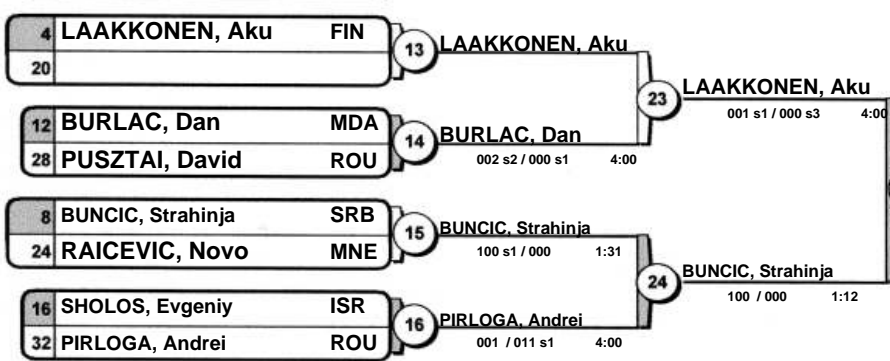 4 LAAKKONEN, Aku FIN
20
13 LAAKKONEN, Aku
12 BURLAC, Dan MDA
28 PUSZTAI, David ROU
14 BURLAC, Dan
002 s2 / 000 s1 4:00
23 LAAKKONEN, Aku
001 s1 / 000 s3 4:00
8 BUNCIC, Strahinja SRB
24 RAICEVIC, Novo MNE
15 BUNCIC, Strahinja
100 s1 / 000 1:31
16 SHOLOS, Evgeniy ISR
32 PIRLOGA, Andrei ROU
16 PIRLOGA, Andrei
001 / 011 s1 4:00
24 BUNCIC, Strahinja
100 / 000 1:12